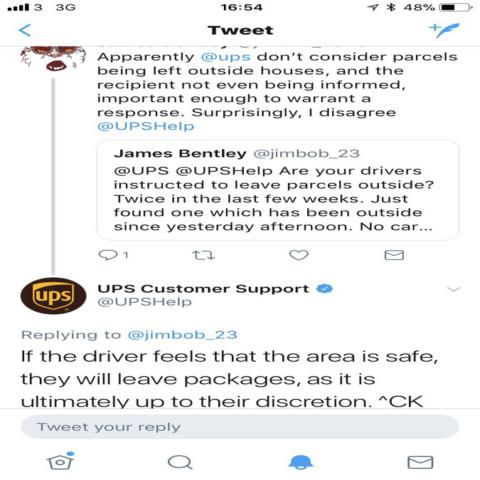 3 3G 16:54 48%
Tweet
Apparently @ups don't consider parcels
being left outside houses, and the
recipient not even being informed,
important enough to warrant a
response. Surprisingly, I disagree
@UPSHelp
James Bentley @jimbob_23
@UPS @UPSHelp Are your drivers
instructed to leave parcels outside?
Twice in the last few weeks. Just
found one which has been outside
since yesterday afternoon. No car...
1
ups
UPS Customer Support
@UPSHelp
Replying to @jimbob_23
If the driver feels that the area is safe,
they will leave packages, as it is
ultimately up to their discretion. ^CK
Tweet your reply